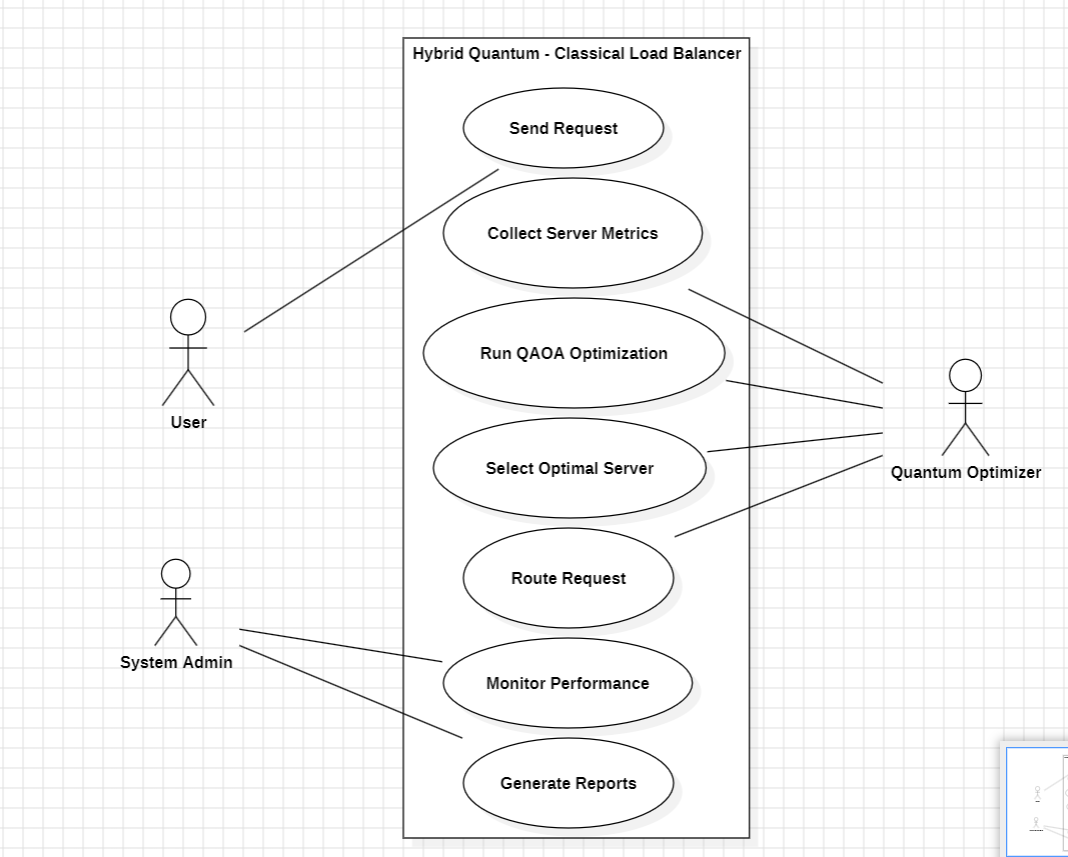 Hybrid Quantum - Classical Load Balancer
Send Request
Collect Server Metrics
Run QAOA Optimization
Select Optimal Server
Route Request
Monitor Performance
Generate Reports
User
System Admin
Quantum Optimizer